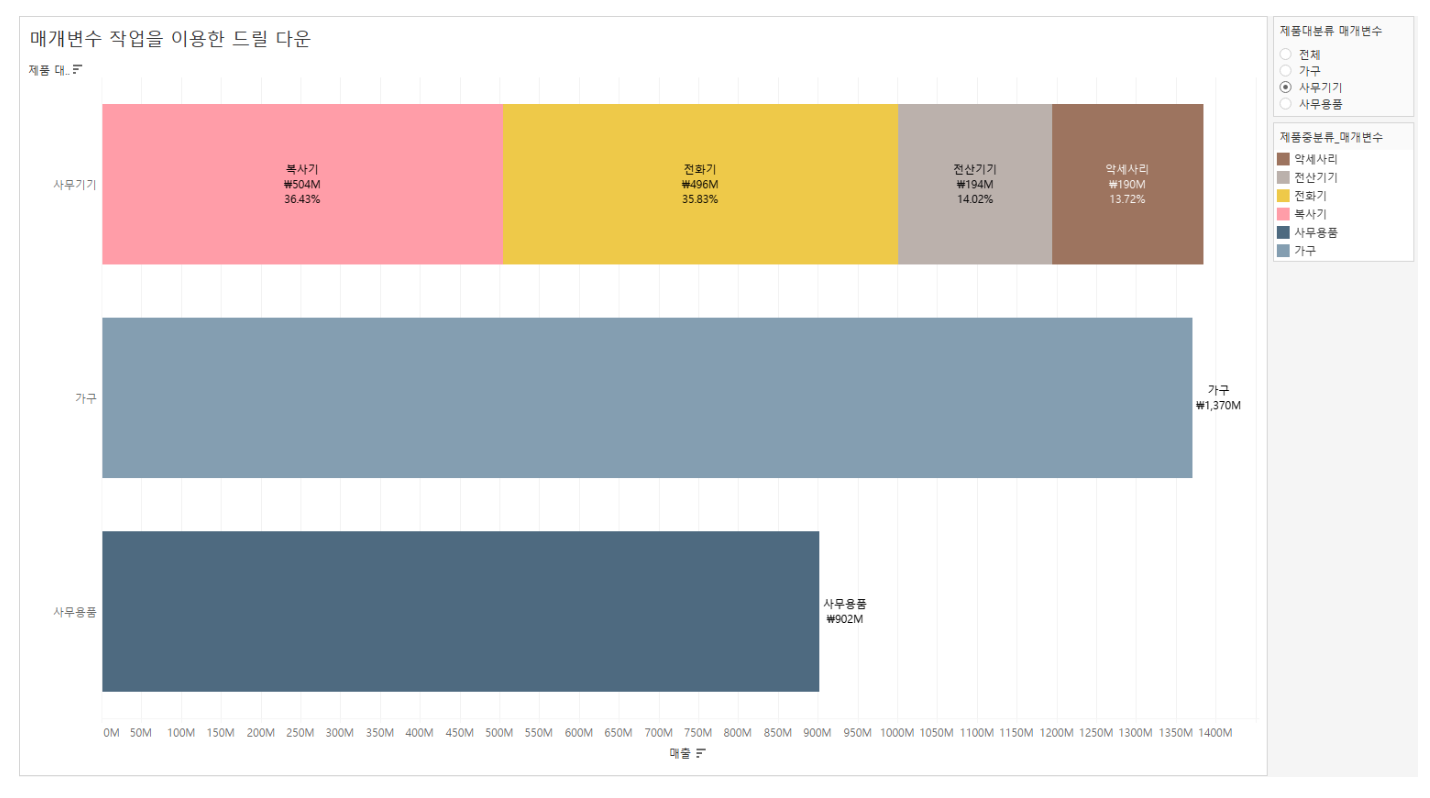 매개변수 작업을 이용한 드릴 다운
제품 대..
사무기기
복사기
₩504M
36.43%
전화기
₩496M
35.83%
전산기기
₩194M
14.02%
악세사리
₩190M
13.72%
가구
가구
₩1,370M
사무용품
사무용품
₩902M
0M 50M 100M 150M 200M 250M 300M 350M 400M 450M 500M 550M 600M 650M 700M 750M 800M 850M 900M 950M 1000M 1050M 1100M 1150M 1200M 1250M 1300M 1350M 1400M
매출
제품대분류 매개변수
전체
가구
사무기기
사무용품
제품중분류_매개변수
악세사리
전산기기
전화기
복사기
사무용품
가구